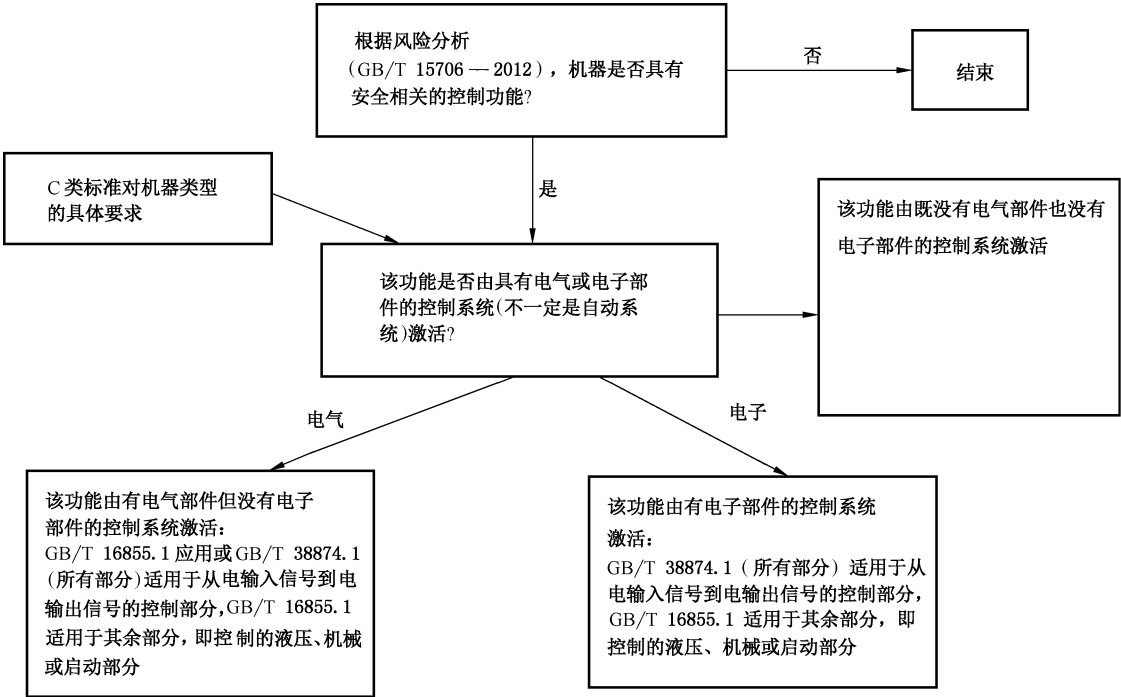 根据风险分析
(GB/T 15706 — 2012)，机器是否具有
安全相关的控制功能?
否
结束
是
C 类标准对机器类型
的具体要求
该功能由既没有电气部件也没有
电子部件的控制系统激活
该功能是否由具有电气或电子部
件的控制系统(不一定是自动系
统)激活?
电气
电子
该功能由有电气部件但没有电子
部件的控制系统激活：
GB/T 16855.1 应用或 GB/T 38874.1
(所有部分)适用于从电输入信号到电
输出信号的控制部分，GB/T 16855.1
适用于其余部分，即控制的液压、机械
或启动部分
该功能由有电子部件的控制系统
激活：
GB/T 38874.1 (所有部分) 适用于从
电输入信号到电输出信号的控制部分，
GB/T 16855.1 适用于其余部分，即
控制的液压、机械或启动部分